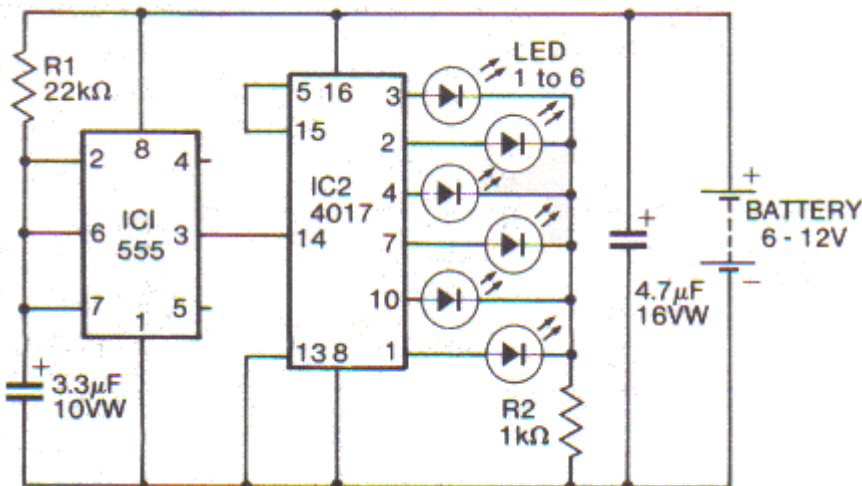 R1
22kΩ
2
8
4
6
IC1
555
3
7
1
5
5
16
3
15
2
IC2
4017
4
14
7
10
13
8
1
LED
1 to 6
R2
1kΩ
+
3.3µF
10VW
+
4.7µF
16VW
+
BATTERY
6 - 12V
−